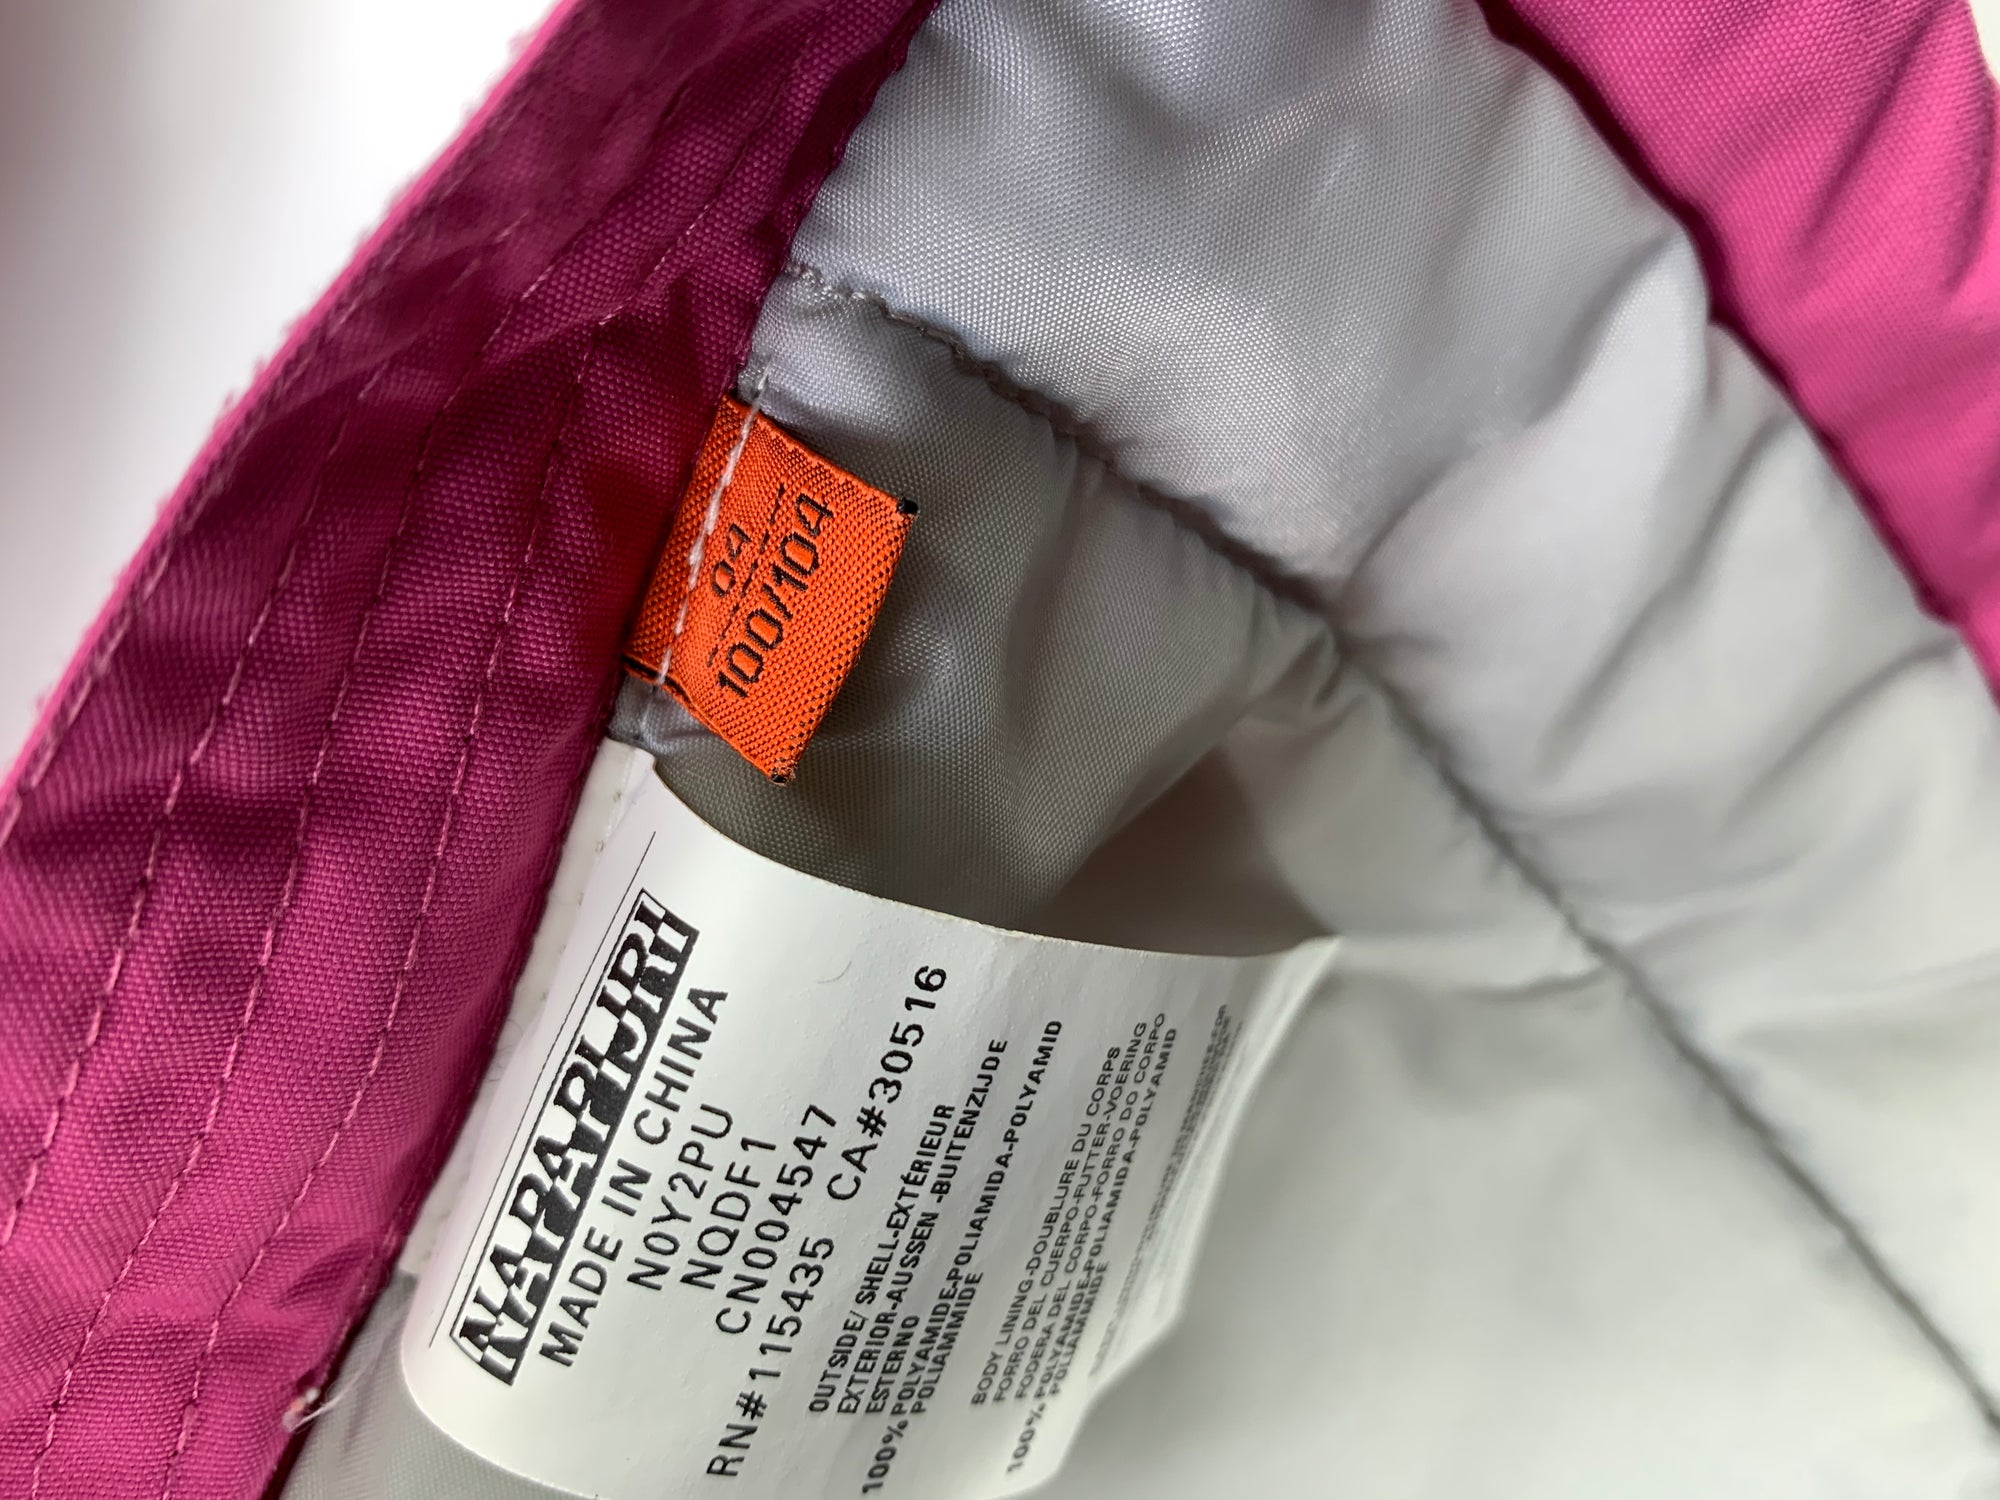 04
100/104
NAPAPIJRI
MADE IN CHINA
N0Y2PU
NQDF1
CN004547
RN#115435 CA#30516
OUTSIDE/ SHELL-EXTÉRIEUR
EXTERIOR-AUSSEN -BUITENZIJDE
ESTERNO
100% POLYAMIDE-POLIAMIDA-POLYAMID
POLIAMMIDE
BODY LINING-DOUBLURE DU CORPS
FORRO DEL CUERPO-FUTTER-VOERING
FODERA DEL CORPO-FORRO DO CORPO
100% POLYAMIDE-POLIAMIDA-POLYAMID
POLIAMMIDE